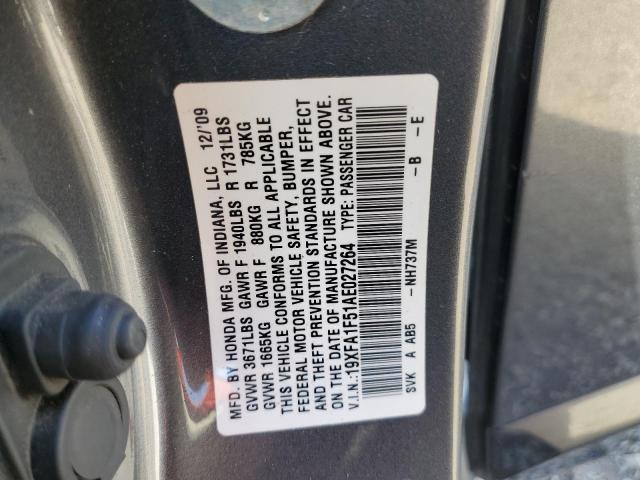 MFD. BY HONDA MFG. OF INDIANA, LLC 12/'09
GVWR 3671LBS GAWR F 1940LBS R 1731LBS
GVWR 1665KG GAWR F 880KG R 785KG
THIS VEHICLE CONFORMS TO ALL APPLICABLE
FEDERAL MOTOR VEHICLE SAFETY, BUMPER,
AND THEFT PREVENTION STANDARDS IN EFFECT
ON THE DATE OF MANUFACTURE SHOWN ABOVE.
V.I.N.:19XFA1F51AE027264 TYPE: PASSENGER CAR
SVK A AB5 -NH737M -B -E